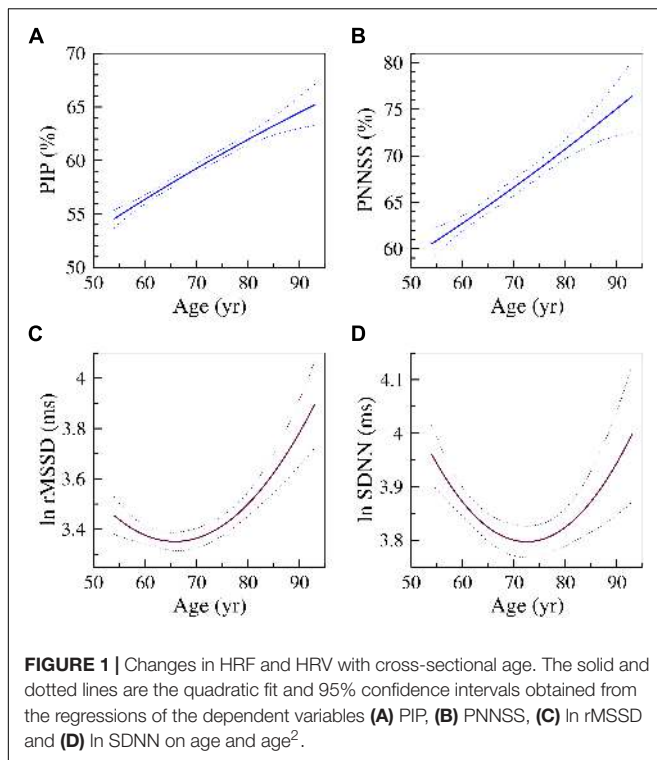 A
B
70
65
60
55
50
PIP (%)
50 60 70 80 90
Age (yr)
80
75
70
65
60
PNNSS (%)
50 60 70 80 90
Age (yr)
C
D
4
3.8
3.6
3.4
ln rMSSD (ms)
50 60 70 80 90
Age (yr)
4.1
4
3.9
3.8
ln SDNN (ms)
50 60 70 80 90
Age (yr)
FIGURE 1 | Changes in HRF and HRV with cross-sectional age. The solid and
dotted lines are the quadratic fit and 95% confidence intervals obtained from
the regressions of the dependent variables (A) PIP, (B) PNNSS, (C) ln rMSSD
and (D) ln SDNN on age and age².